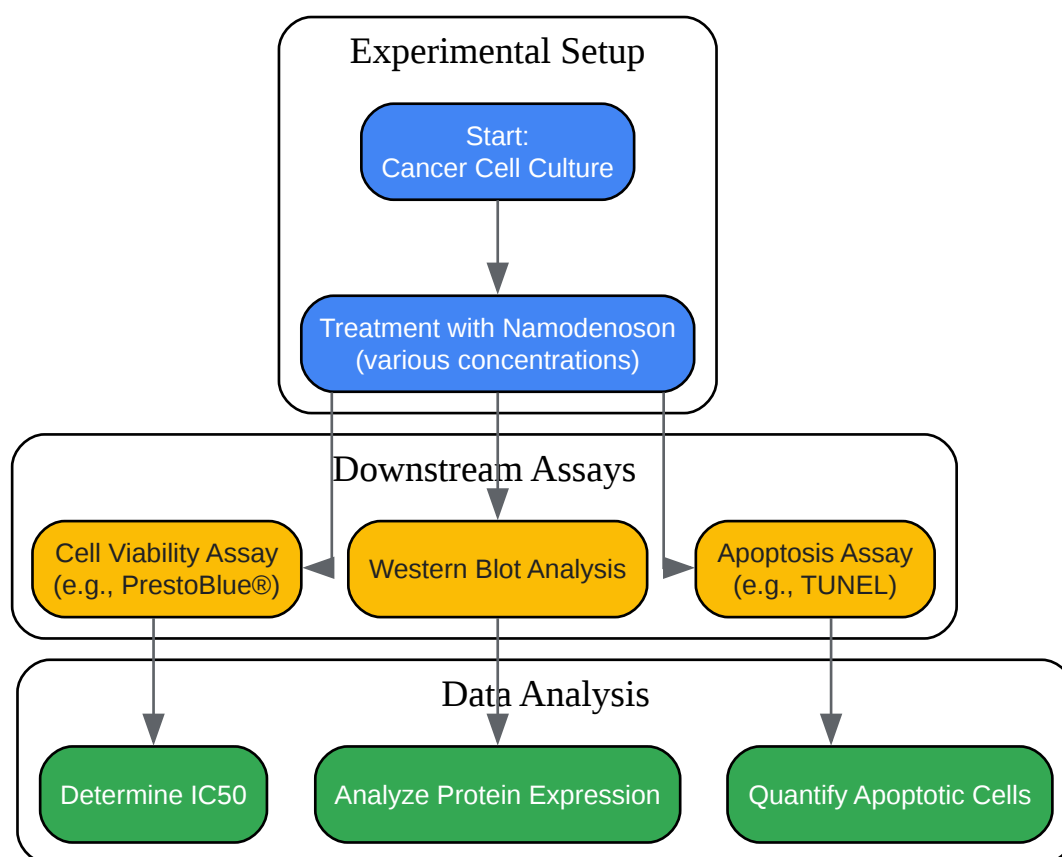 Experimental Setup
Start:
Cancer Cell Culture
Treatment with Namodenoson
(various concentrations)
Downstream Assays
Cell Viability Assay
(e.g., PrestoBlue®)
Western Blot Analysis
Apoptosis Assay
(e.g., TUNEL)
Data Analysis
Determine IC50
Analyze Protein Expression
Quantify Apoptotic Cells